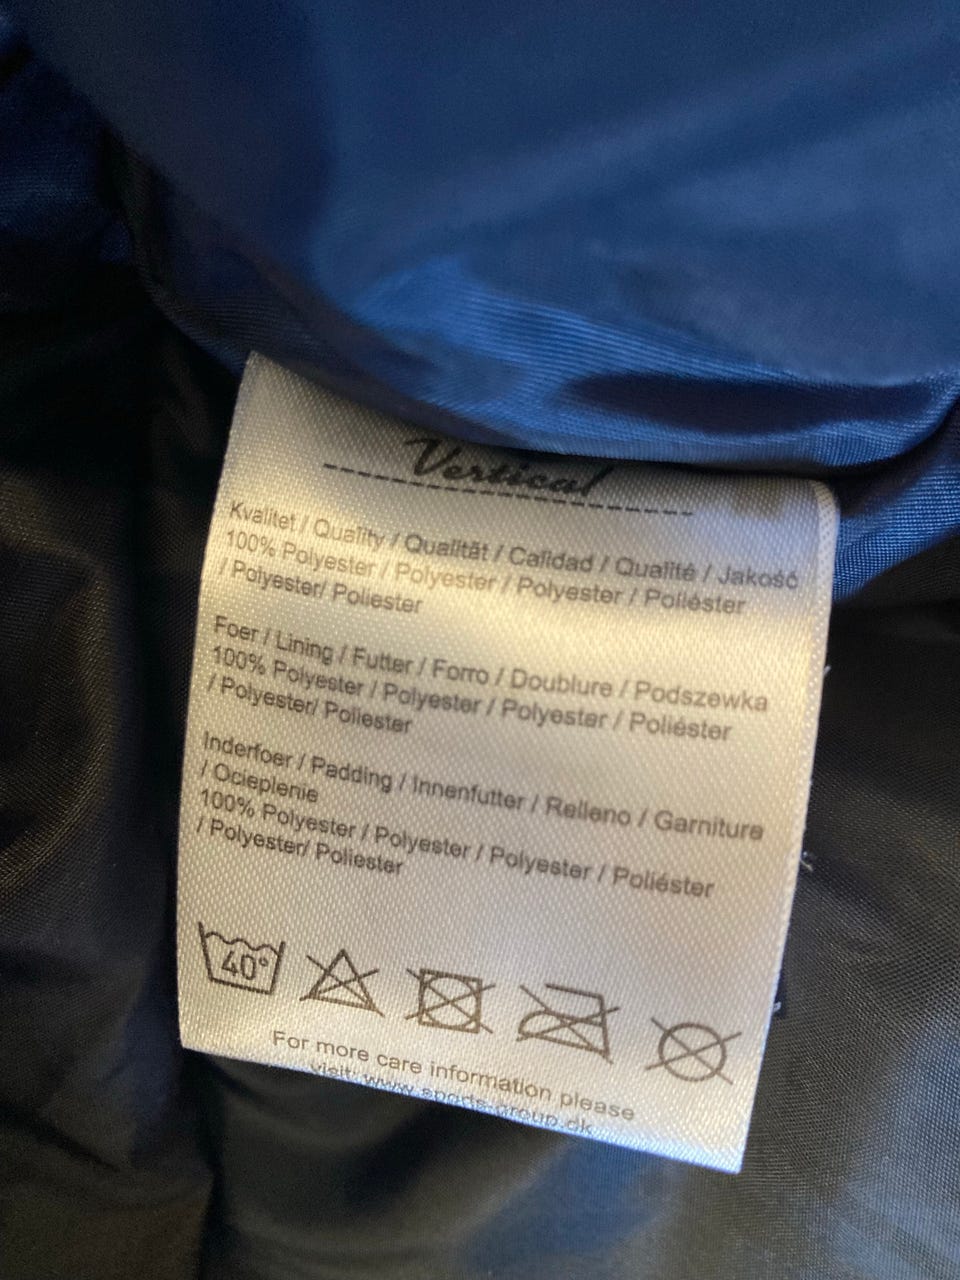 Vertical
Kvalitet / Quality / Qualität / Calidad / Qualité / Jakość
100% Polyester / Polyester / Polyester / Poliéster
/ Polyester/ Poliester
Foer / Lining / Futter / Forro / Doublure / Podszewka
100% Polyester / Polyester / Polyester / Poliéster
/ Polyester/ Poliester
Inderfoer / Padding / Innenfutter / Relleno / Garniture
/ Ocieplenie
100% Polyester / Polyester / Polyester / Poliéster
/ Polyester/ Poliester
40°
For more care information please
visit: www.